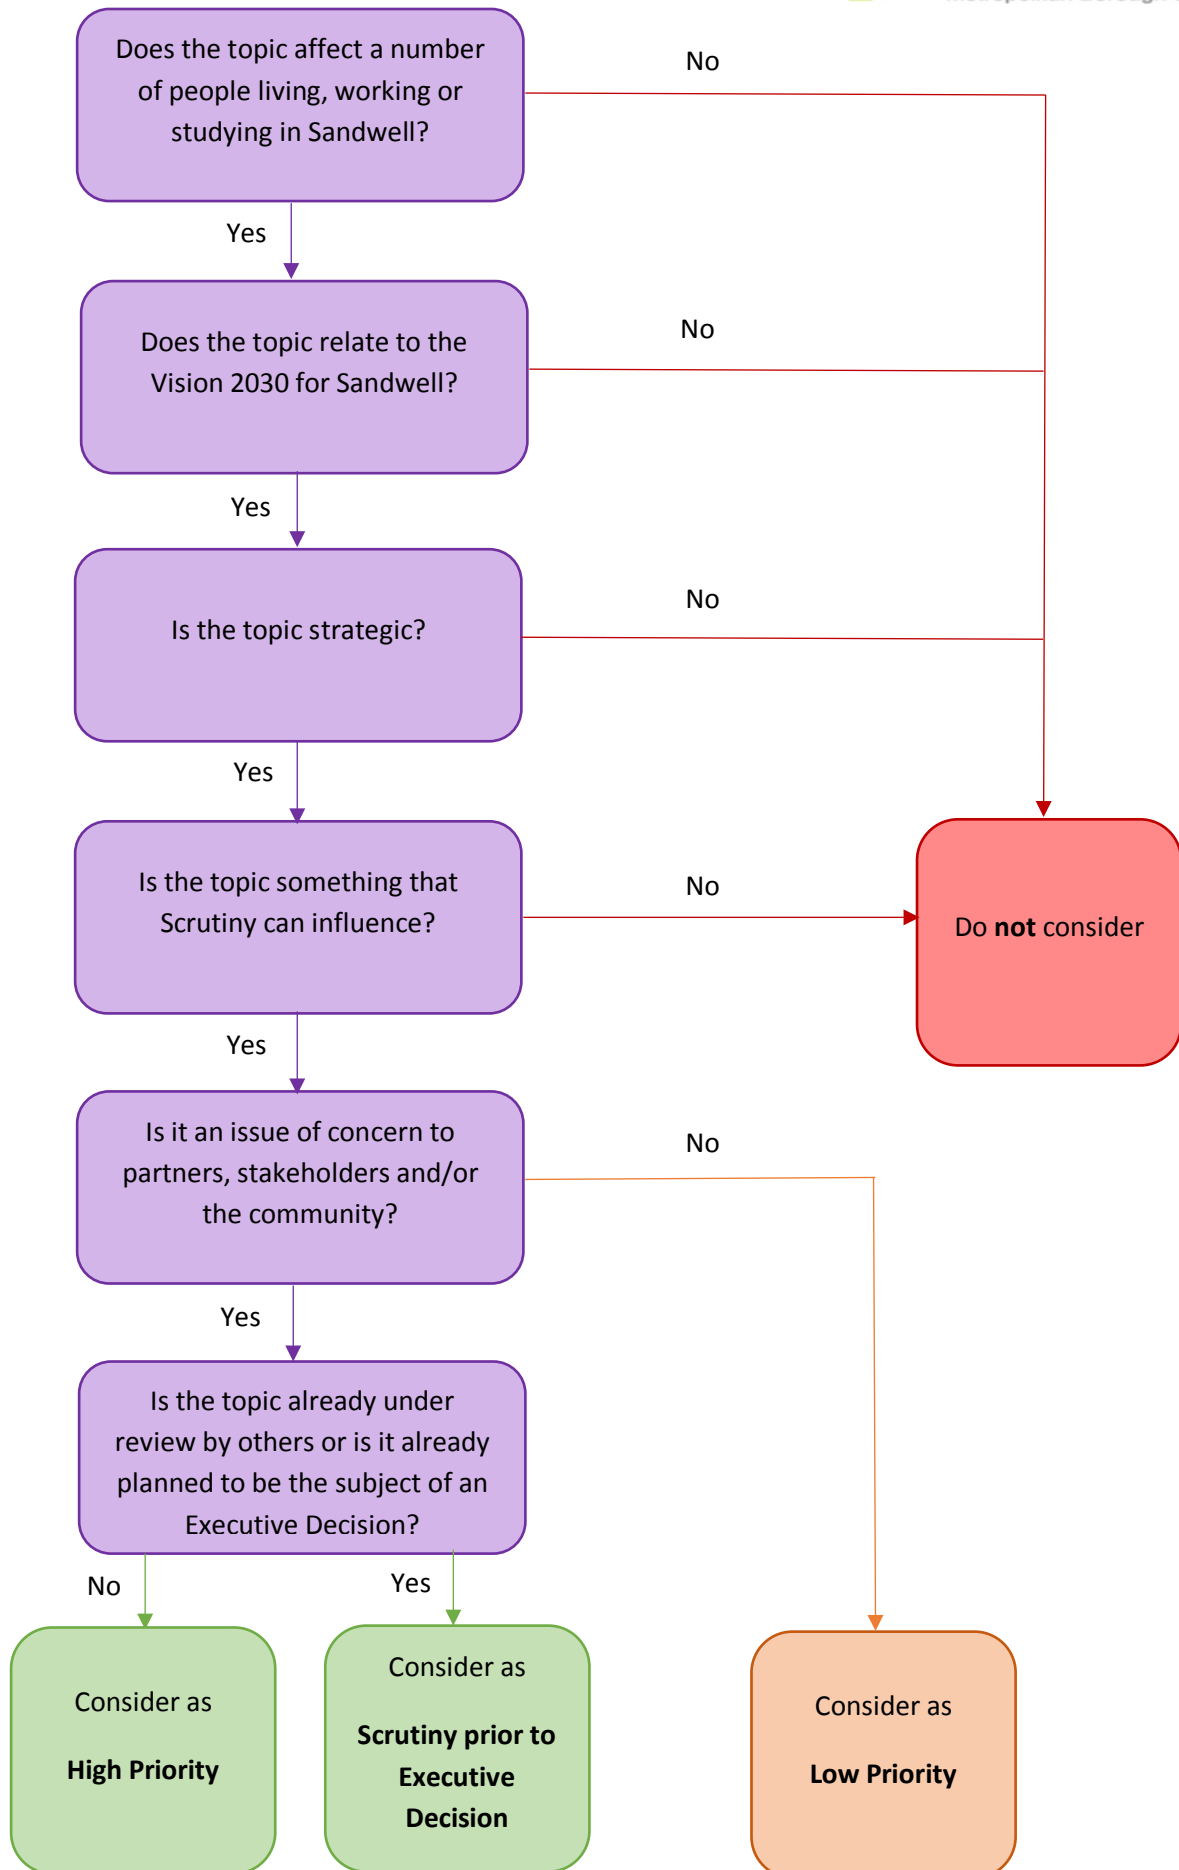 Does the topic affect a number
of people living, working or
studying in Sandwell?
No
Yes
Does the topic relate to the
Vision 2030 for Sandwell?
No
Yes
Is the topic strategic?
No
Yes
Is the topic something that
Scrutiny can influence?
No
Do not consider
Yes
Is it an issue of concern to
partners, stakeholders and/or
the community?
No
Yes
Is the topic already under
review by others or is it already
planned to be the subject of an
Executive Decision?
No
Yes
Consider as
High Priority
Consider as
Scrutiny prior to
Executive
Decision
Consider as
Low Priority